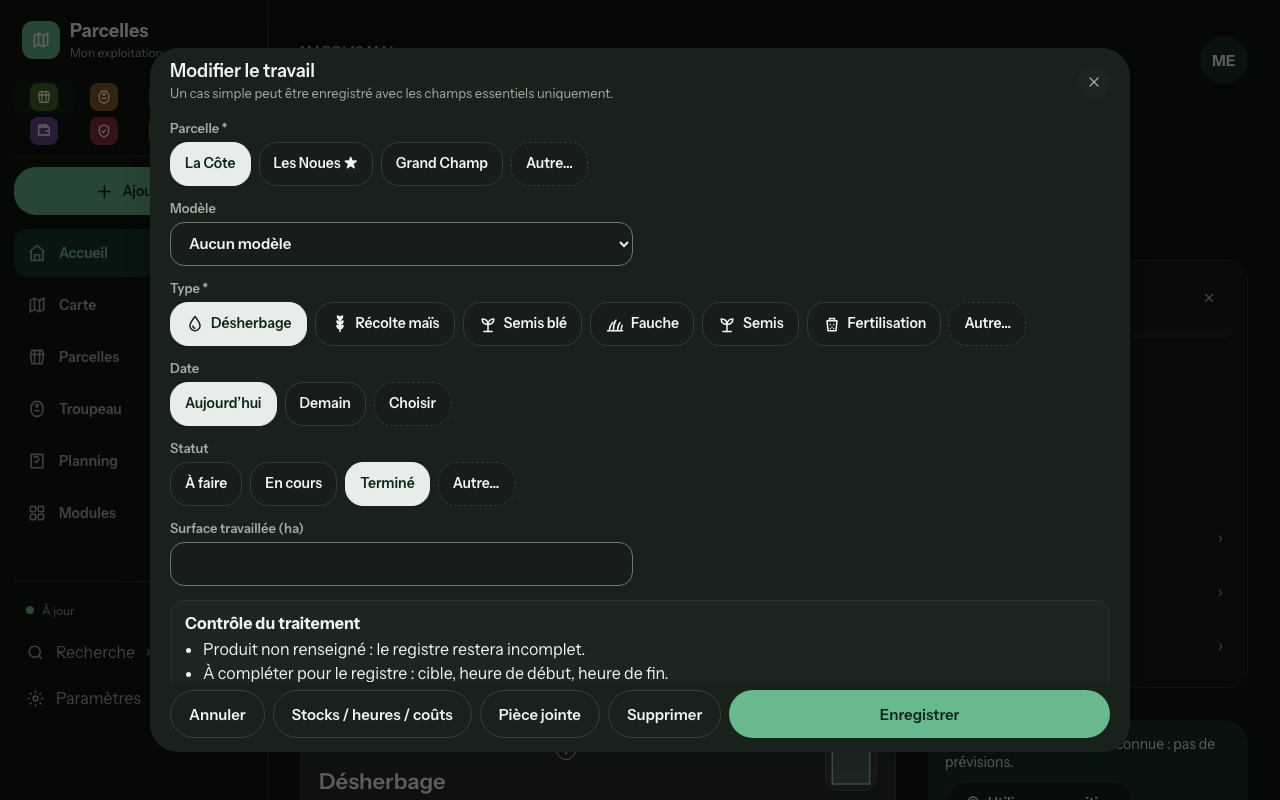 Parcelles
Mon exploitation
ME
Modifier le travail
Un cas simple peut être enregistré avec les champs essentiels uniquement.
Parcelle *
La Côte
Les Noues ★
Grand Champ
Autre…
Modèle
Aucun modèle
Type *
Désherbage
Récolte maïs
Semis blé
Fauche
Semis
Fertilisation
Autre…
Date
Aujourd’hui
Demain
Choisir
Statut
À faire
En cours
Terminé
Autre…
Surface travaillée (ha)
Contrôle du traitement
• Produit non renseigné : le registre restera incomplet.
• À compléter pour le registre : cible, heure de début, heure de fin.
Annuler
Stocks / heures / coûts
Pièce jointe
Supprimer
Enregistrer
Accueil
Carte
Parcelles
Troupeau
Planning
Modules
À jour
Recherche
Paramètres
Désherbage
connue : pas de
prévisions.